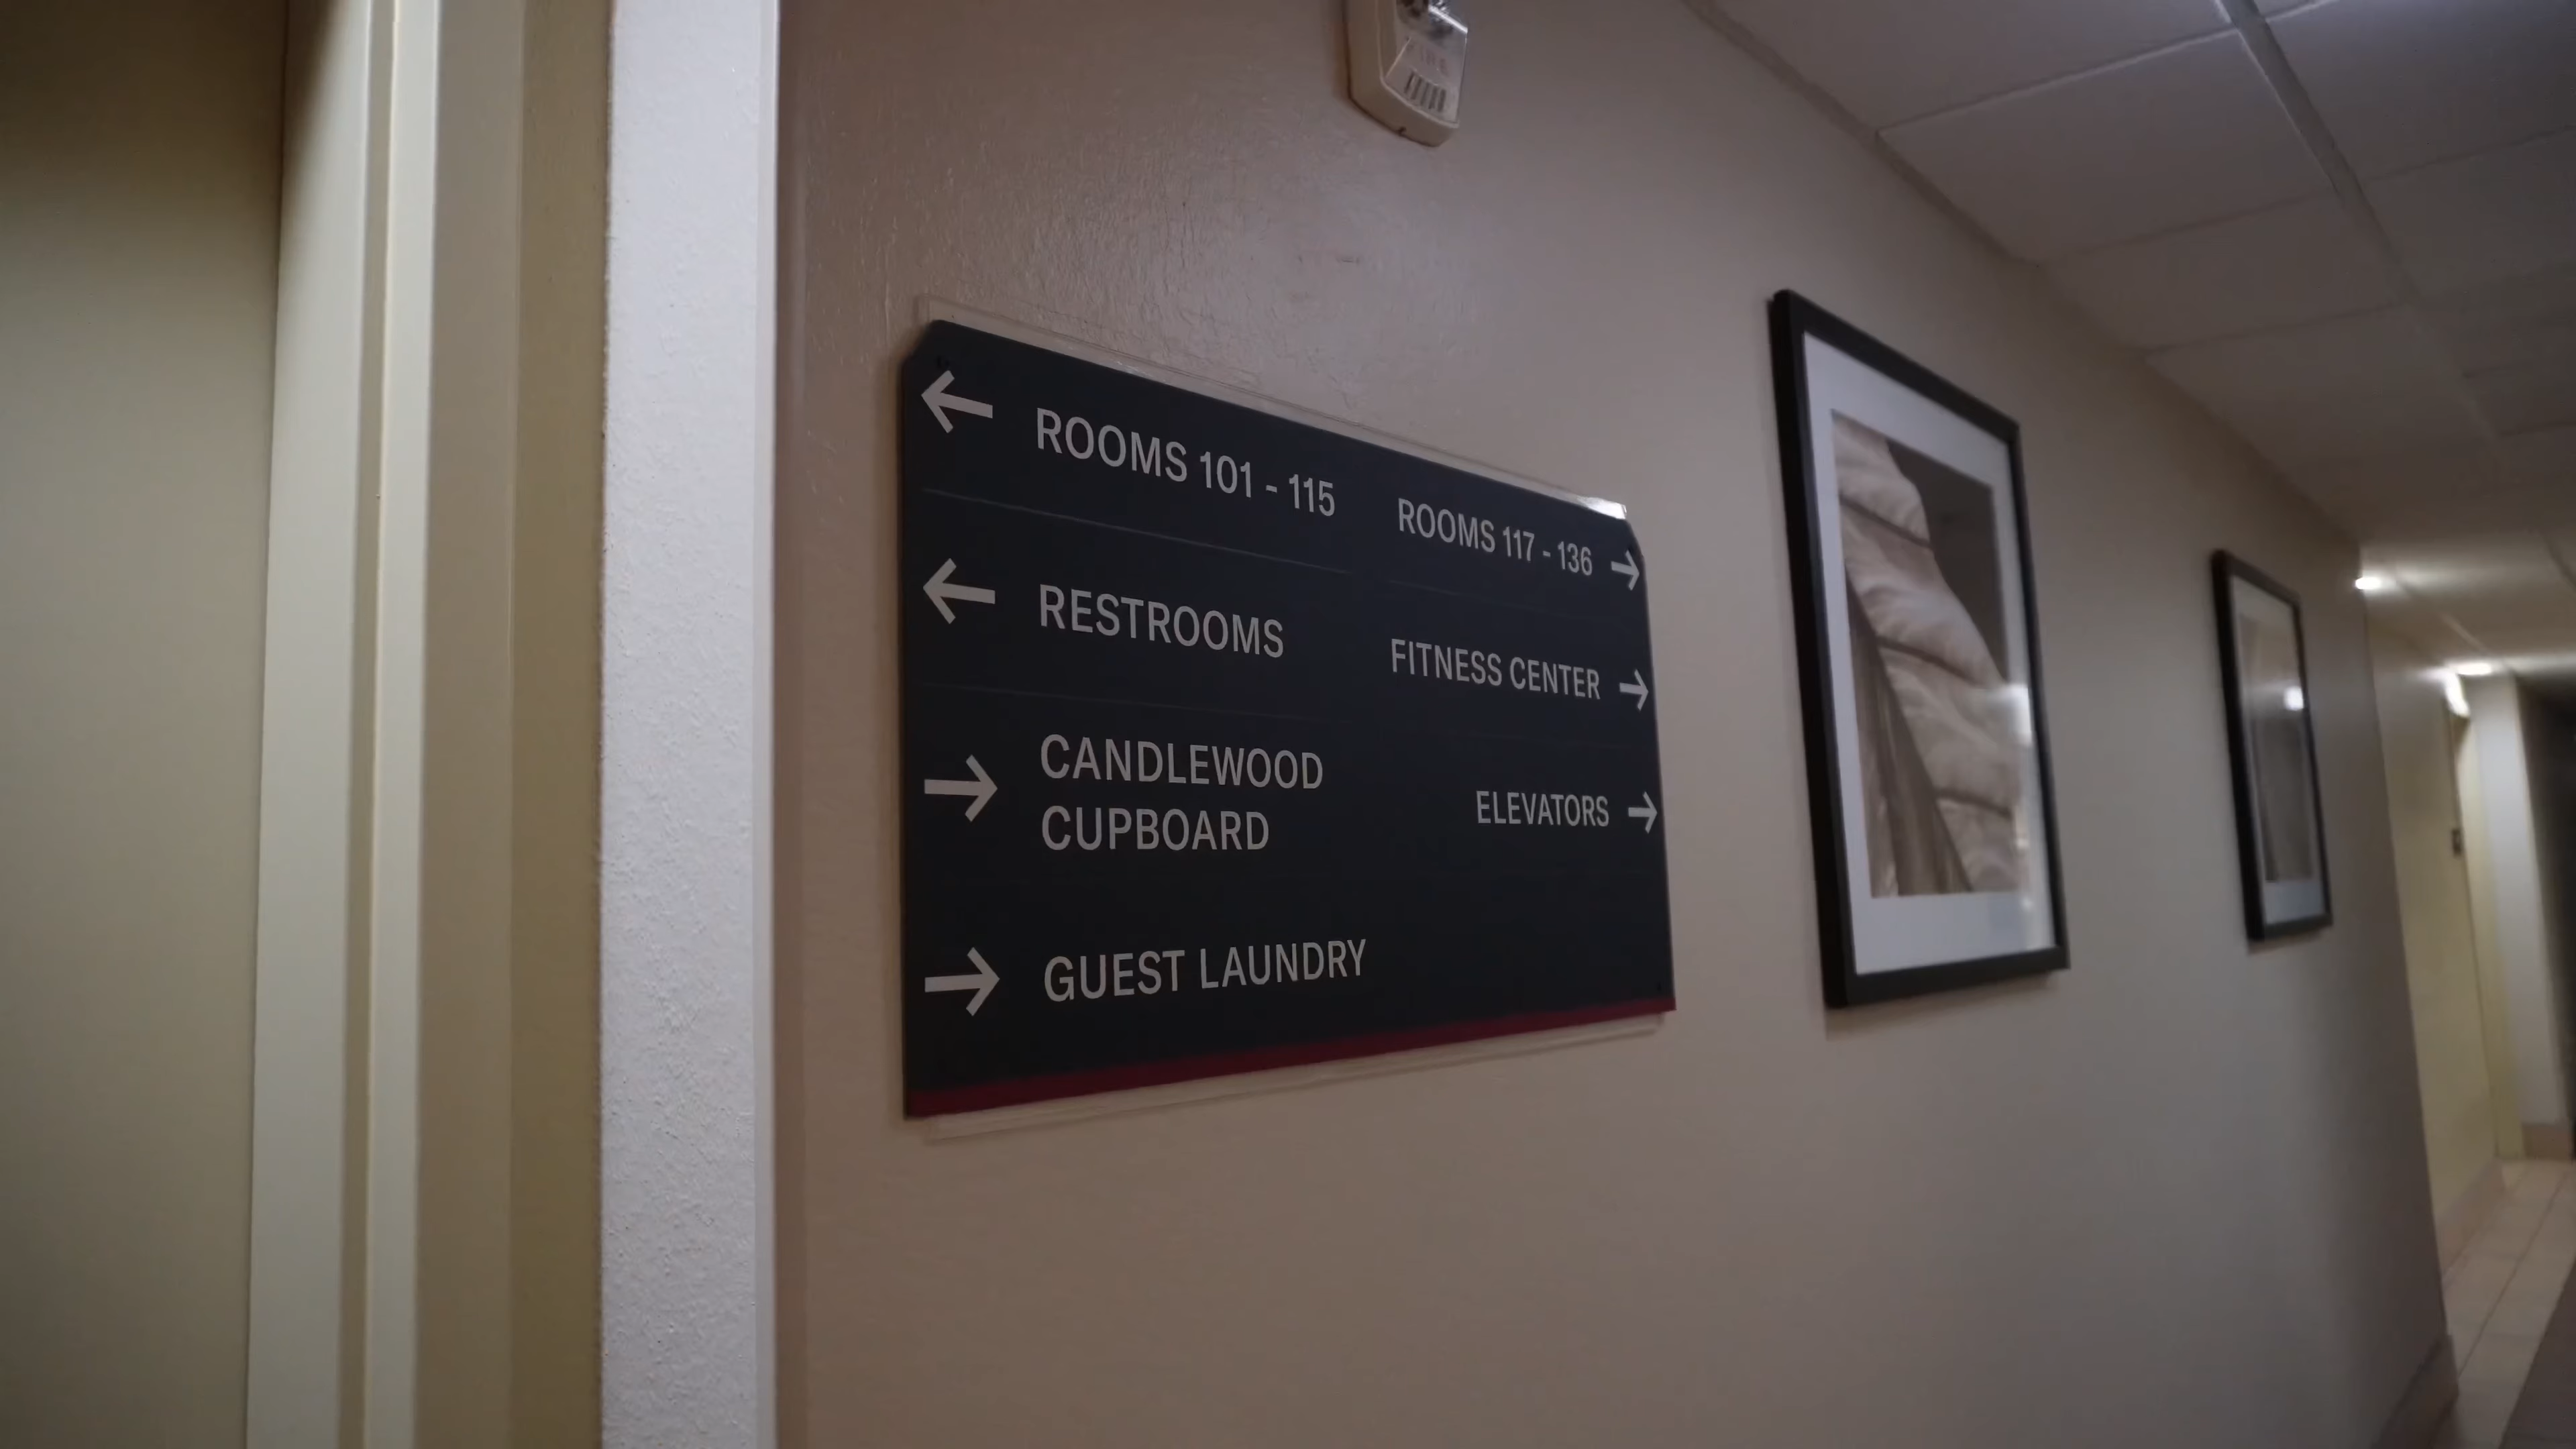 ROOMS 101 - 115
RESTROOMS
CANDLEWOOD
CUPBOARD
GUEST LAUNDRY
ROOMS 117 - 136
FITNESS CENTER
ELEVATORS